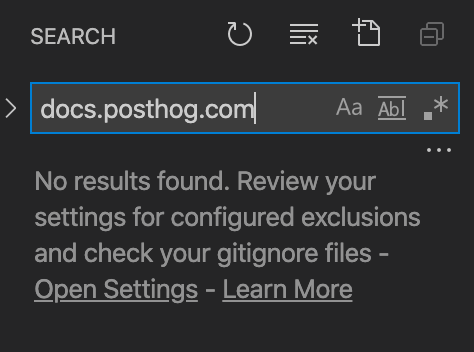 SEARCH
docs.posthog.com
Aa
Abl
.*
...
No results found. Review your
settings for configured exclusions
and check your gitignore files -
Open Settings - Learn More